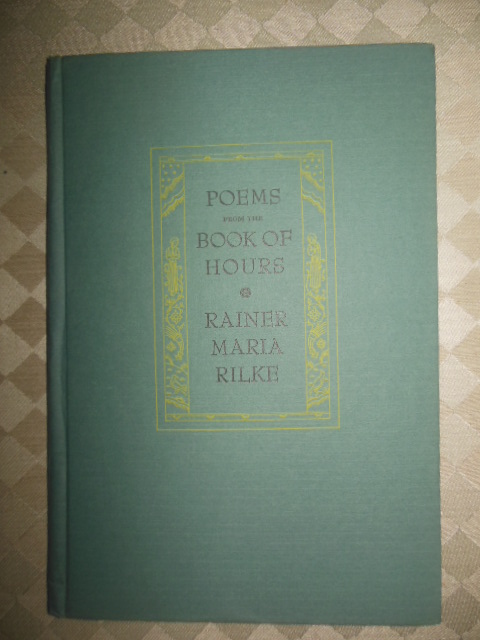 POEMS
FROM THE
BOOK OF
HOURS
RAINER
MARIA
RILKE